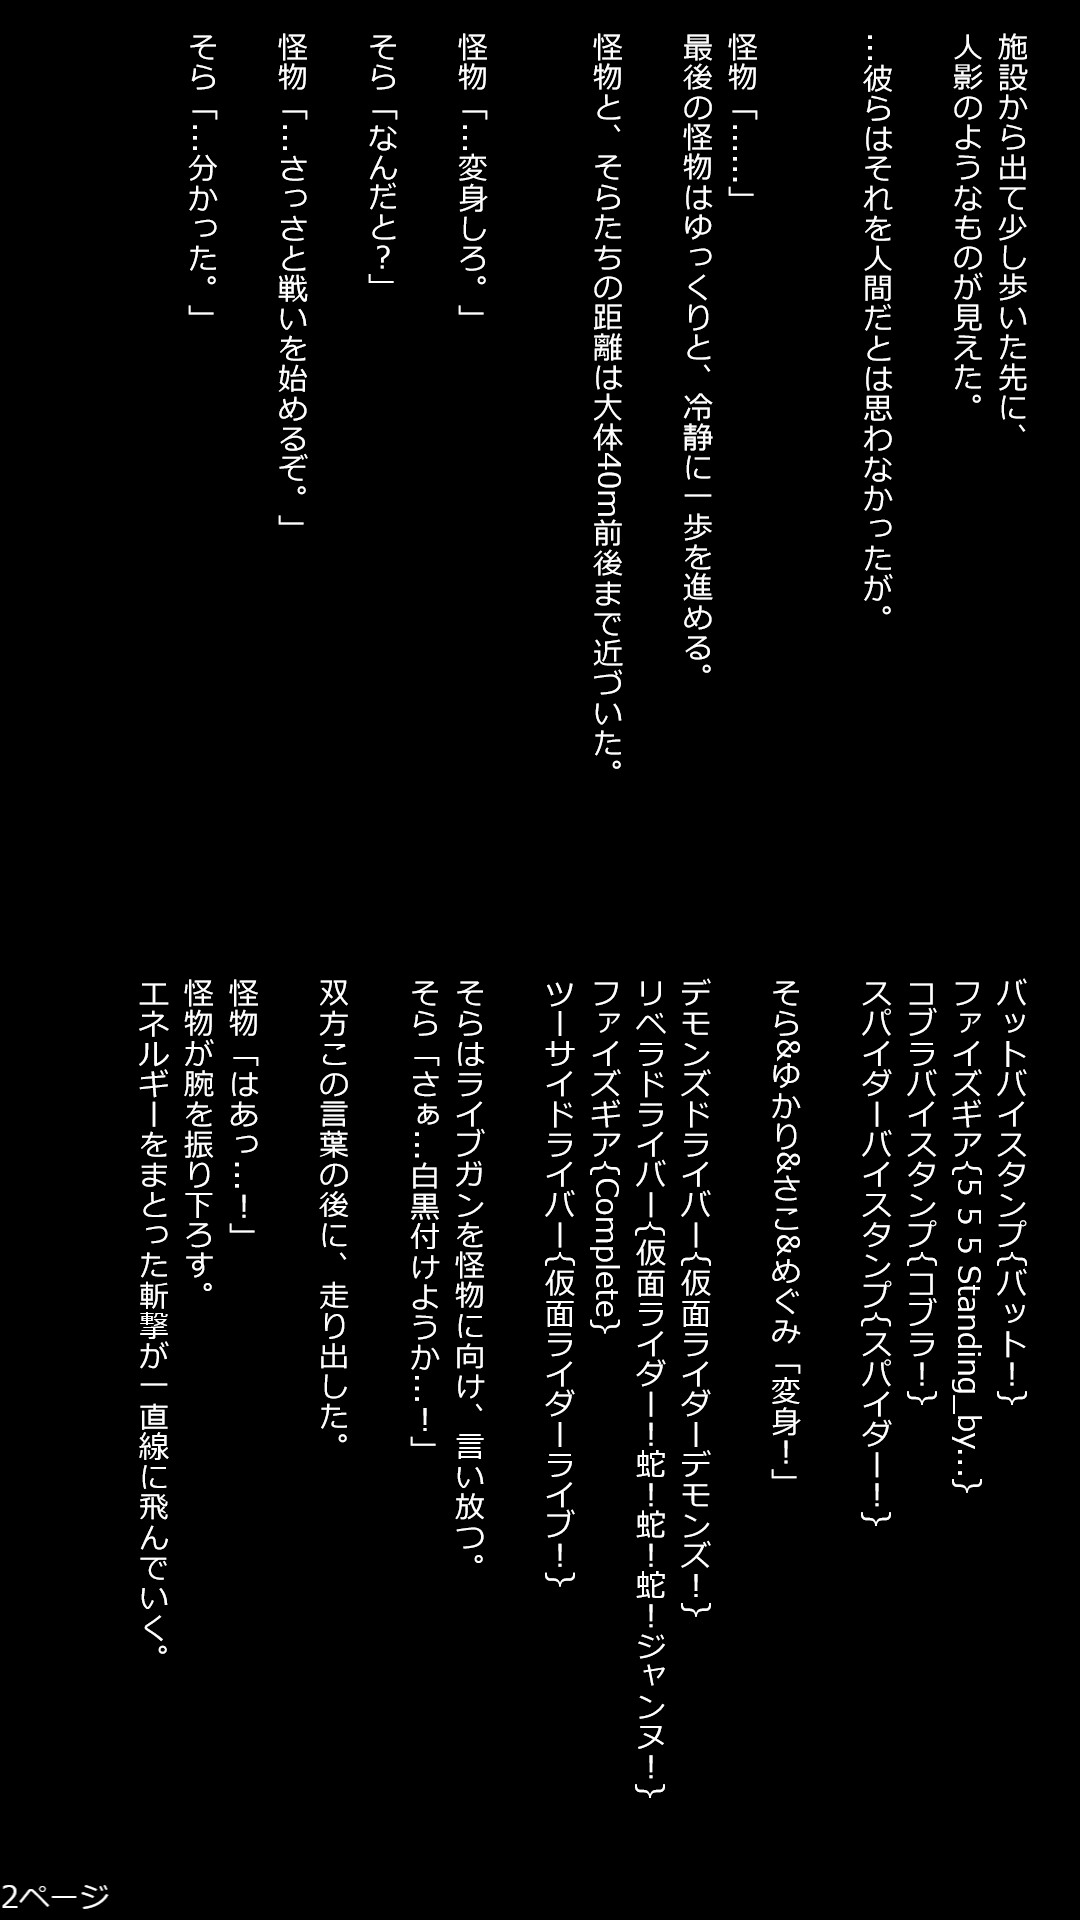 施設から出て少し歩いた先に、
人影のようなものが見えた。
…彼らはそれを人間だとは思わなかったが。
怪物「……」
最後の怪物はゆっくりと、冷静に一歩を進める。
怪物と、そらたちの距離は大体40m前後まで近づいた。
怪物「…変身しろ。」
そら「なんだと?」
怪物「…さっさと戦いを始めるぞ。」
そら「…分かった。」
バットバイスタンプ{バット!}
ファイズギア{5 5 5 Standing_by…}
コブラバイスタンプ{コブラ!}
スパイダーバイスタンプ{スパイダー!}
そら&ゆかり&さこ&めぐみ「変身!」
デモンズドライバー{仮面ライダーデモンズ!}
リベラドライバー{仮面ライダー!蛇!蛇!蛇!ジャンヌ!}
ファイズギア{Complete}
ツーサイドライバー{仮面ライダーライブ!}
そらはライブガンを怪物に向け、言い放つ。
そら「さぁ…白黒付けようか…!」
双方この言葉の後に、走り出した。
怪物「はあっ…!」
怪物が腕を振り下ろす。
エネルギーをまとった斬撃が一直線に飛んでいく。
2ページ